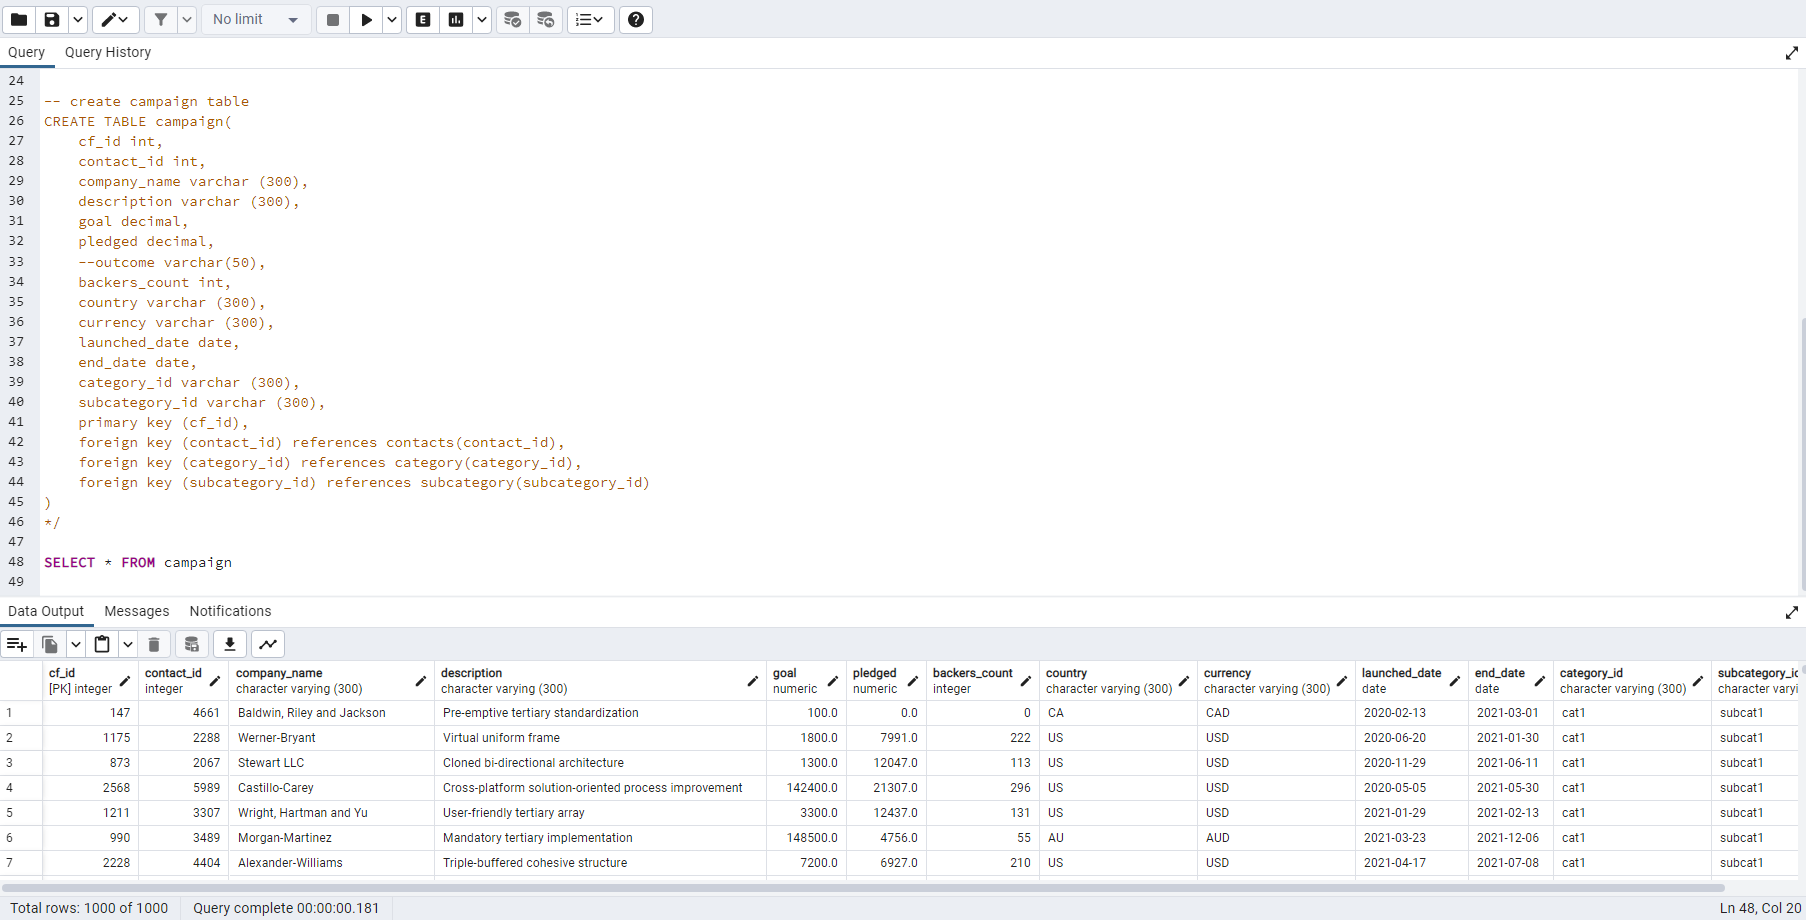 No limit
E
Query Query History
24
25 -- create campaign table
26 CREATE TABLE campaign(
27 cf_id int,
28 contact_id int,
29 company_name varchar (300),
30 description varchar (300),
31 goal decimal,
32 pledged decimal,
33 --outcome varchar(50),
34 backers_count int,
35 country varchar (300),
36 currency varchar (300),
37 launched_date date,
38 end_date date,
39 category_id varchar (300),
40 subcategory_id varchar (300),
41 primary key (cf_id),
42 foreign key (contact_id) references contacts(contact_id),
43 foreign key (category_id) references category(category_id),
44 foreign key (subcategory_id) references subcategory(subcategory_id)
45 )
46 */
47
48 SELECT * FROM campaign
49
Data Output Messages Notifications
cf_id contact_id company_name description goal pledged backers_count country currency launched_date end_date category_id subcategory_id
[PK] integer integer character varying (300) character varying (300) numeric numeric integer character varying (300) character varying (300) date date character varying (300) character varyi
1 147 4661 Baldwin, Riley and Jackson Pre-emptive tertiary standardization 100.0 0.0 0 CA CAD 2020-02-13 2021-03-01 cat1 subcat1
2 1175 2288 Werner-Bryant Virtual uniform frame 1800.0 7991.0 222 US USD 2020-06-20 2021-01-30 cat1 subcat1
3 873 2067 Stewart LLC Cloned bi-directional architecture 1300.0 12047.0 113 US USD 2020-11-29 2021-06-11 cat1 subcat1
4 2568 5989 Castillo-Carey Cross-platform solution-oriented process improvement 142400.0 21307.0 296 US USD 2020-05-05 2021-05-30 cat1 subcat1
5 1211 3307 Wright, Hartman and Yu User-friendly tertiary array 3300.0 12437.0 131 US USD 2021-01-29 2021-02-13 cat1 subcat1
6 990 3489 Morgan-Martinez Mandatory tertiary implementation 148500.0 4756.0 55 AU AUD 2021-03-23 2021-12-06 cat1 subcat1
7 2228 4404 Alexander-Williams Triple-buffered cohesive structure 7200.0 6927.0 210 US USD 2021-04-17 2021-07-08 cat1 subcat1
Total rows: 1000 of 1000 Query complete 00:00:00.181 Ln 48, Col 20